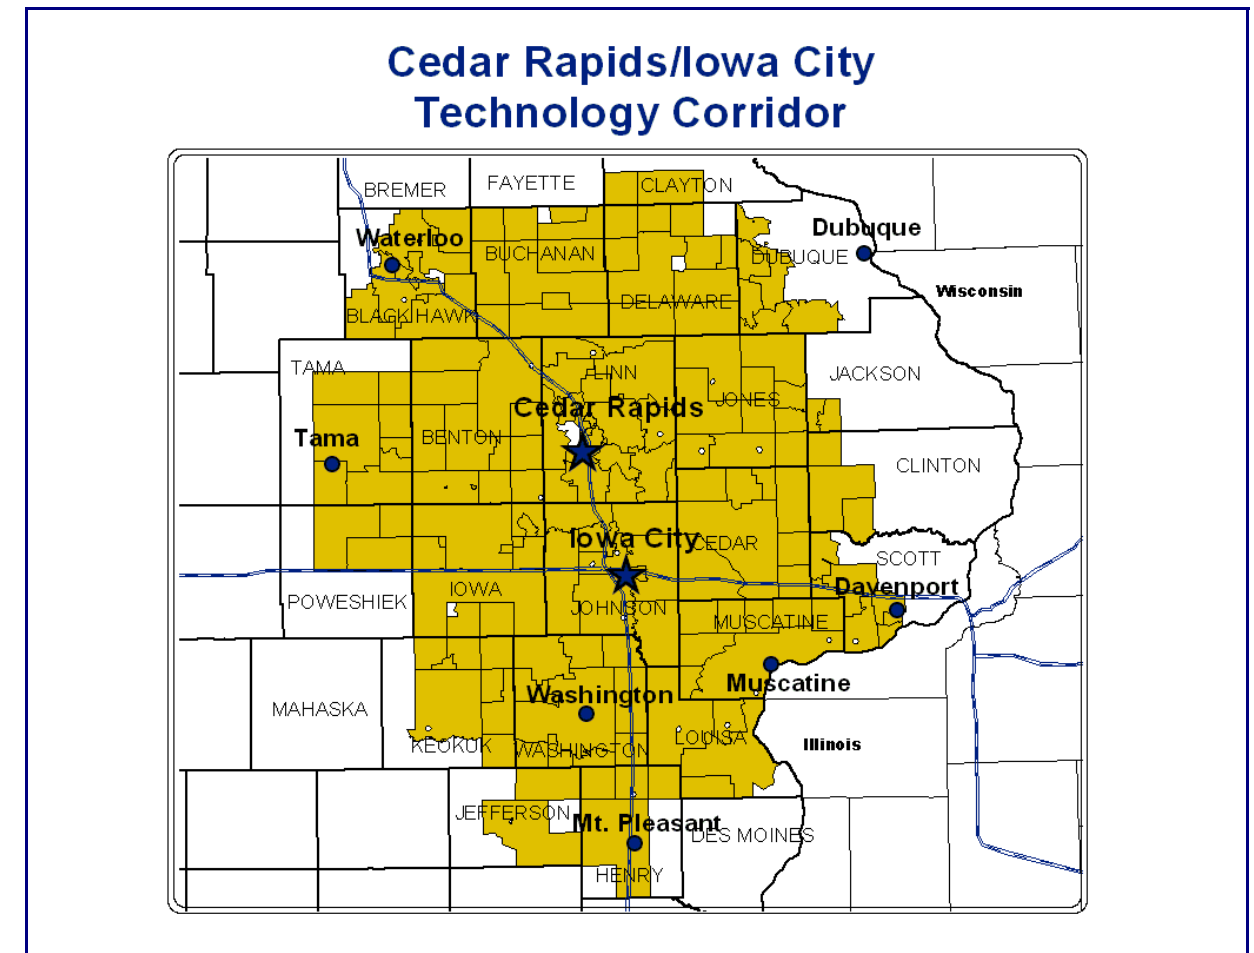 Cedar Rapids/Iowa City
Technology Corridor
BREMER
FAYETTE
CLAYTON
Waterloo
Dubuque
BUCHANAN
DUBUQUE
Wisconsin
DELAWARE
BLACK HAWK
TAMA
LINN
JACKSON
JONES
Cedar Rapids
Tama
BENTON
CLINTON
Iowa City
CEDAR
SCOTT
Davenport
IOWA
POWESHIEK
JOHNSON
MUSCATINE
Muscatine
Washington
MAHASKA
LOUISA
Illinois
KEOKUK
WASHINGTON
JEFFERSON
Mt. Pleasant
DES MOINES
HENRY